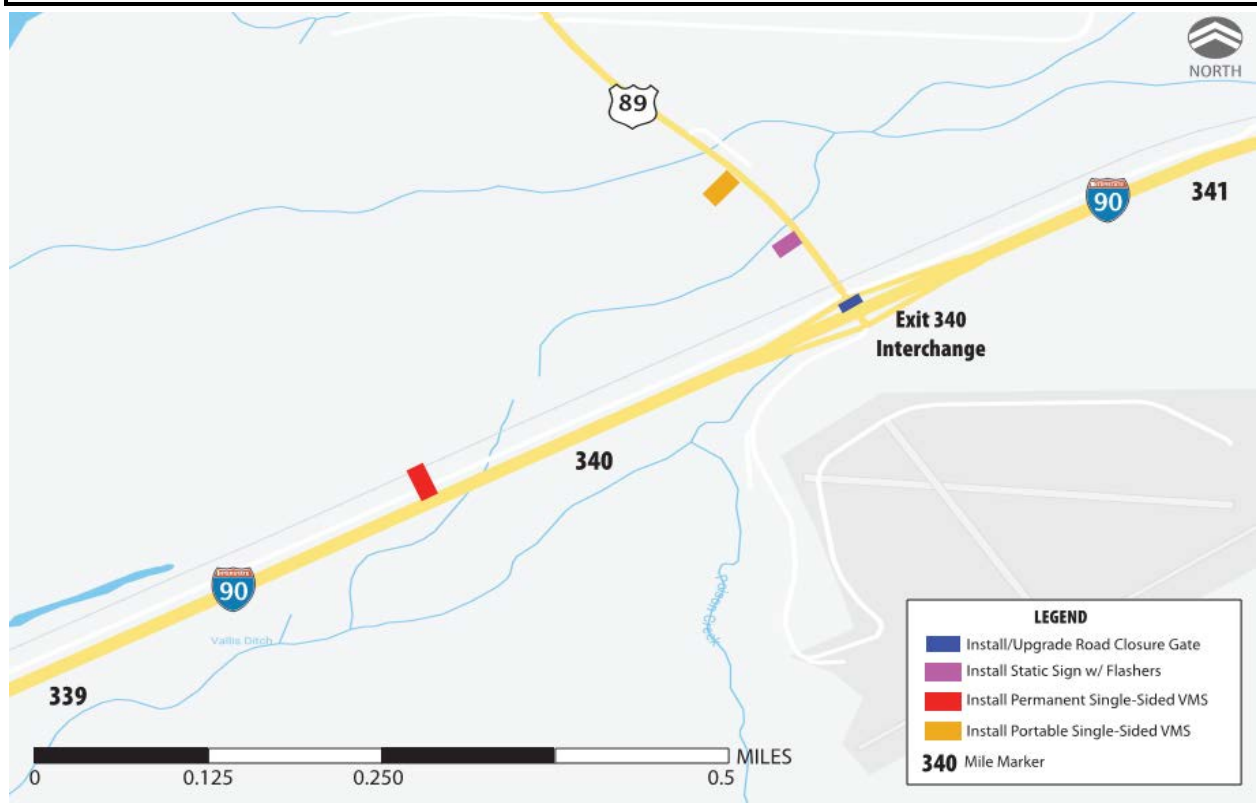 NORTH
89
341
90
Exit 340
Interchange
340
90
Vallis Ditch
Poison Creek
339
LEGEND
Install/Upgrade Road Closure Gate
Install Static Sign w/ Flashers
Install Permanent Single-Sided VMS
Install Portable Single-Sided VMS
340 Mile Marker
MILES
0 0.125 0.250 0.5